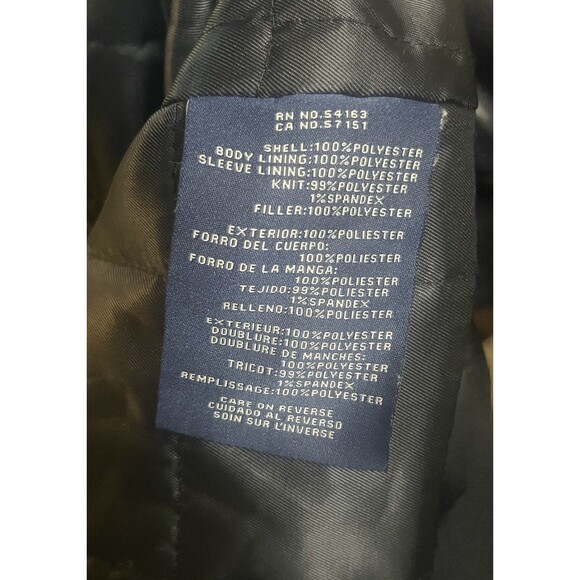 RN NO.54163
CA NO.57151
SHELL:100%POLYESTER
BODY LINING:100%POLYESTER
SLEEVE LINING:100%POLYESTER
KNIT:99%POLYESTER
1%SPANDEX
FILLER:100%POLYESTER
EXTERIOR:100%POLIESTER
FORRO DEL CUERPO:
100%POLIESTER
FORRO DE LA MANGA:
100%POLIESTER
TEJIDO:99%POLIESTER
1%SPANDEX
RELLENO:100%POLIESTER
EXTERIEUR:100%POLYESTER
DOUBLURE:100%POLYESTER
DOUBLURE DE MANCHES:
100%POLYESTER
TRICOT:99%POLYESTER
1%SPANDEX
REMPLISSAGE:100%POLYESTER
CARE ON REVERSE
CUIDADO AL REVERSO
SOIN SUR L'INVERSE